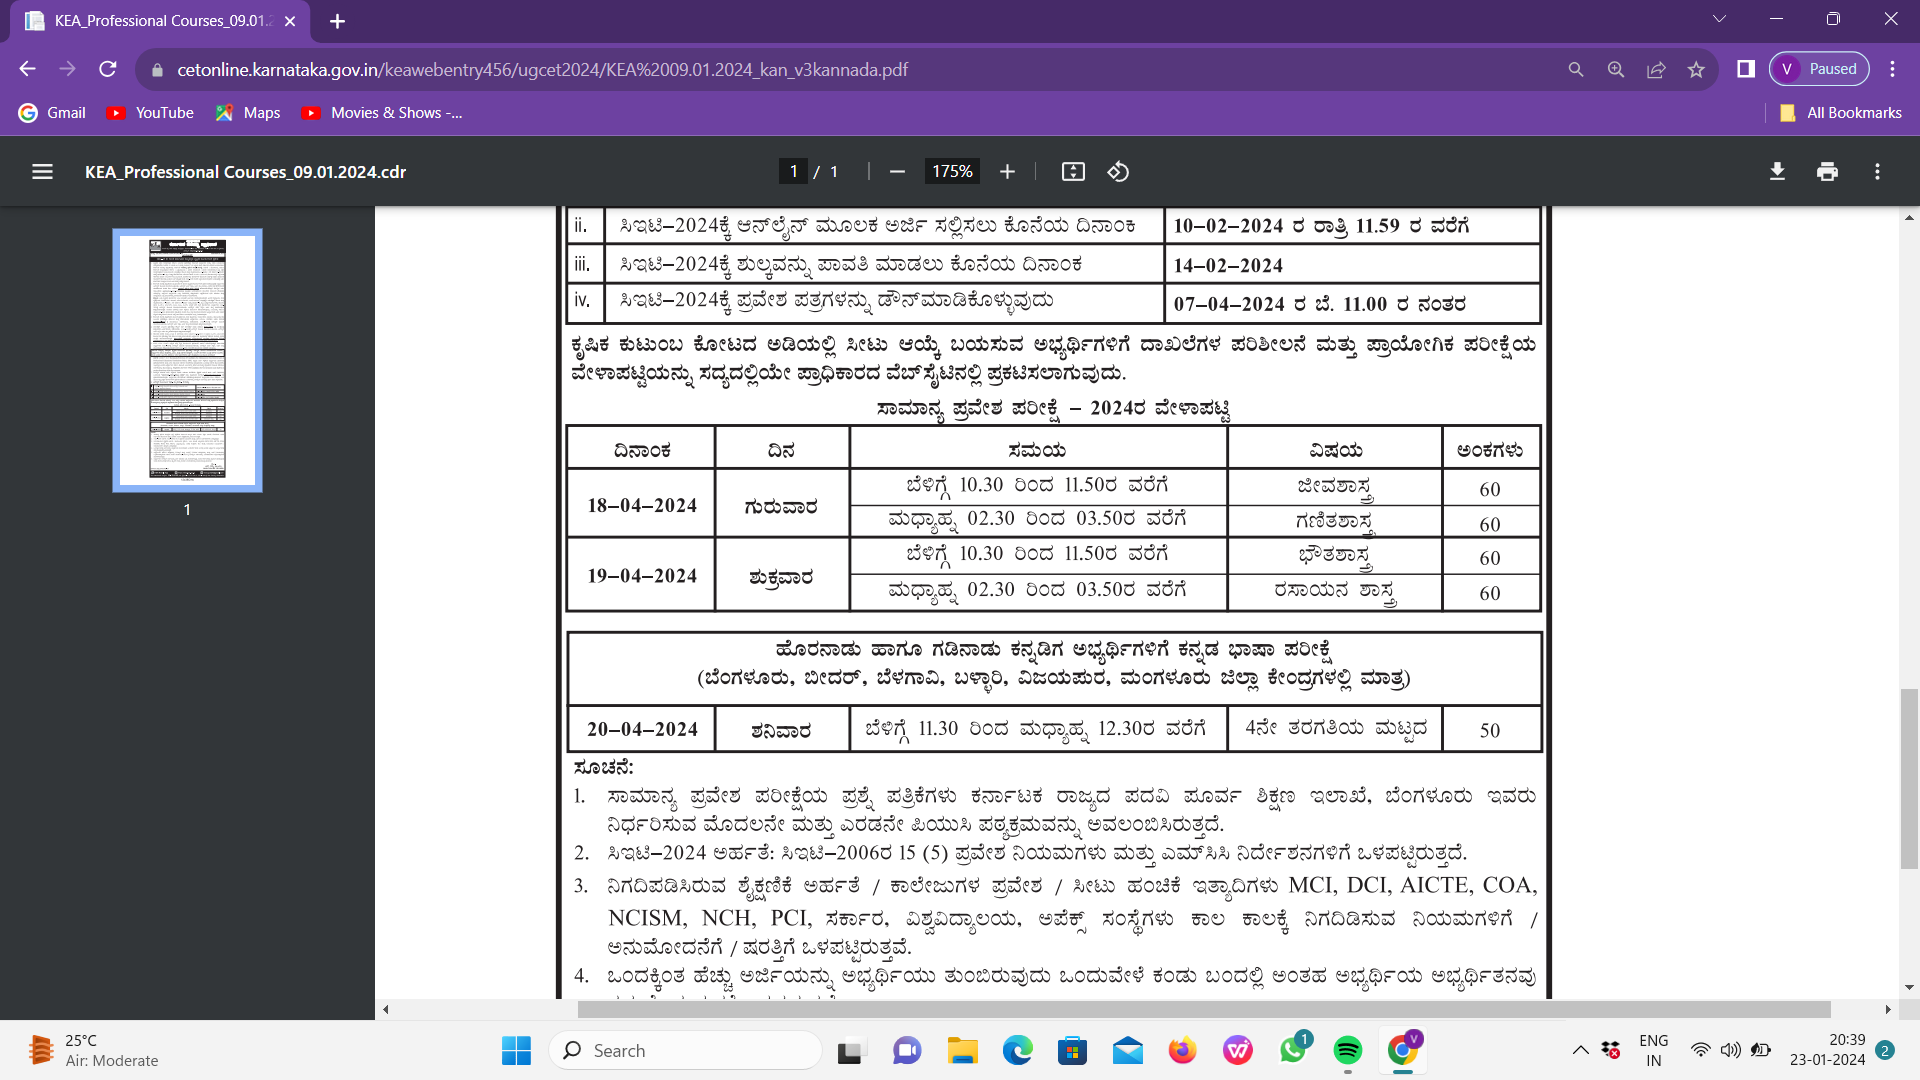 KEA_Professional Courses_09.01.2
cetonline.karnataka.gov.in/keawebentry456/ugcet2024/KEA%2009.01.2024_kan_v3kannada.pdf
V Paused
Gmail YouTube Maps Movies & Shows -... All Bookmarks
KEA_Professional Courses_09.01.2024.cdr 1 / 1 175%
ii. ಸಿಇಟಿ–2024ಕ್ಕೆ ಆನ್‌ಲೈನ್ ಮೂಲಕ ಅರ್ಜಿ ಸಲ್ಲಿಸಲು ಕೊನೆಯ ದಿನಾಂಕ 10–02–2024 ರ ರಾತ್ರಿ 11.59 ರ ವರೆಗೆ
iii. ಸಿಇಟಿ–2024ಕ್ಕೆ ಶುಲ್ಕವನ್ನು ಪಾವತಿ ಮಾಡಲು ಕೊನೆಯ ದಿನಾಂಕ 14–02–2024
iv. ಸಿಇಟಿ–2024ಕ್ಕೆ ಪ್ರವೇಶ ಪತ್ರಗಳನ್ನು ಡೌನ್‌ಮಾಡಿಕೊಳ್ಳುವುದು 07–04–2024 ರ ಬೆ. 11.00 ರ ನಂತರ
ಕೃಷಿಕ ಕುಟುಂಬ ಕೋಟದ ಅಡಿಯಲ್ಲಿ ಸೀಟು ಆಯ್ಕೆ ಬಯಸುವ ಅಭ್ಯರ್ಥಿಗಳಿಗೆ ದಾಖಲೆಗಳ ಪರಿಶೀಲನೆ ಮತ್ತು ಪ್ರಾಯೋಗಿಕ ಪರೀಕ್ಷೆಯ
ವೇಳಾಪಟ್ಟಿಯನ್ನು ಸದ್ಯದಲ್ಲಿಯೇ ಪ್ರಾಧಿಕಾರದ ವೆಬ್‌ಸೈಟಿನಲ್ಲಿ ಪ್ರಕಟಿಸಲಾಗುವುದು.
ಸಾಮಾನ್ಯ ಪ್ರವೇಶ ಪರೀಕ್ಷೆ – 2024ರ ವೇಳಾಪಟ್ಟಿ
ದಿನಾಂಕ ದಿನ ಸಮಯ ವಿಷಯ ಅಂಕಗಳು
18–04–2024 ಗುರುವಾರ ಬೆಳಿಗ್ಗೆ 10.30 ರಿಂದ 11.50ರ ವರೆಗೆ ಜೀವಶಾಸ್ತ್ರ 60
ಮಧ್ಯಾಹ್ನ 02.30 ರಿಂದ 03.50ರ ವರೆಗೆ ಗಣಿತಶಾಸ್ತ್ರ 60
19–04–2024 ಶುಕ್ರವಾರ ಬೆಳಿಗ್ಗೆ 10.30 ರಿಂದ 11.50ರ ವರೆಗೆ ಭೌತಶಾಸ್ತ್ರ 60
ಮಧ್ಯಾಹ್ನ 02.30 ರಿಂದ 03.50ರ ವರೆಗೆ ರಸಾಯನ ಶಾಸ್ತ್ರ 60
ಹೊರನಾಡು ಹಾಗೂ ಗಡಿನಾಡು ಕನ್ನಡಿಗ ಅಭ್ಯರ್ಥಿಗಳಿಗೆ ಕನ್ನಡ ಭಾಷಾ ಪರೀಕ್ಷೆ
(ಬೆಂಗಳೂರು, ಬೀದರ್, ಬೆಳಗಾವಿ, ಬಳ್ಳಾರಿ, ವಿಜಯಪುರ, ಮಂಗಳೂರು ಜಿಲ್ಲಾ ಕೇಂದ್ರಗಳಲ್ಲಿ ಮಾತ್ರ)
20–04–2024 ಶನಿವಾರ ಬೆಳಿಗ್ಗೆ 11.30 ರಿಂದ ಮಧ್ಯಾಹ್ನ 12.30ರ ವರೆಗೆ 4ನೇ ತರಗತಿಯ ಮಟ್ಟದ 50
ಸೂಚನೆ:
1. ಸಾಮಾನ್ಯ ಪ್ರವೇಶ ಪರೀಕ್ಷೆಯ ಪ್ರಶ್ನೆ ಪತ್ರಿಕೆಗಳು ಕರ್ನಾಟಕ ರಾಜ್ಯದ ಪದವಿ ಪೂರ್ವ ಶಿಕ್ಷಣ ಇಲಾಖೆ, ಬೆಂಗಳೂರು ಇವರು
ನಿರ್ಧರಿಸುವ ಮೊದಲನೇ ಮತ್ತು ಎರಡನೇ ಪಿಯುಸಿ ಪಠ್ಯಕ್ರಮವನ್ನು ಅವಲಂಬಿಸಿರುತ್ತದೆ.
2. ಸಿಇಟಿ–2024 ಅರ್ಹತೆ: ಸಿಇಟಿ–2006ರ 15 (5) ಪ್ರವೇಶ ನಿಯಮಗಳು ಮತ್ತು ಎಮ್‌ಸಿಸಿ ನಿರ್ದೇಶನಗಳಿಗೆ ಒಳಪಟ್ಟಿರುತ್ತದೆ.
3. ನಿಗದಿಪಡಿಸಿರುವ ಶೈಕ್ಷಣಿಕೆ ಅರ್ಹತೆ / ಕಾಲೇಜುಗಳ ಪ್ರವೇಶ / ಸೀಟು ಹಂಚಿಕೆ ಇತ್ಯಾದಿಗಳು MCI, DCI, AICTE, COA,
NCISM, NCH, PCI, ಸರ್ಕಾರ, ವಿಶ್ವವಿದ್ಯಾಲಯ, ಅಪೆಕ್ಸ್ ಸಂಸ್ಥೆಗಳು ಕಾಲ ಕಾಲಕ್ಕೆ ನಿಗದಿಡಿಸುವ ನಿಯಮಗಳಿಗೆ /
ಅನುಮೋದನೆಗೆ / ಷರತ್ತಿಗೆ ಒಳಪಟ್ಟಿರುತ್ತವೆ.
4. ಒಂದಕ್ಕಿಂತ ಹೆಚ್ಚು ಅರ್ಜಿಯನ್ನು ಅಭ್ಯರ್ಥಿಯು ತುಂಬಿರುವುದು ಒಂದುವೇಳೆ ಕಂಡು ಬಂದಲ್ಲಿ ಅಂತಹ ಅಭ್ಯರ್ಥಿಯ ಅಭ್ಯರ್ಥಿತನವು
1
25°C
Air: Moderate
Search
1
V
ENG
IN
20:39
23-01-2024
2